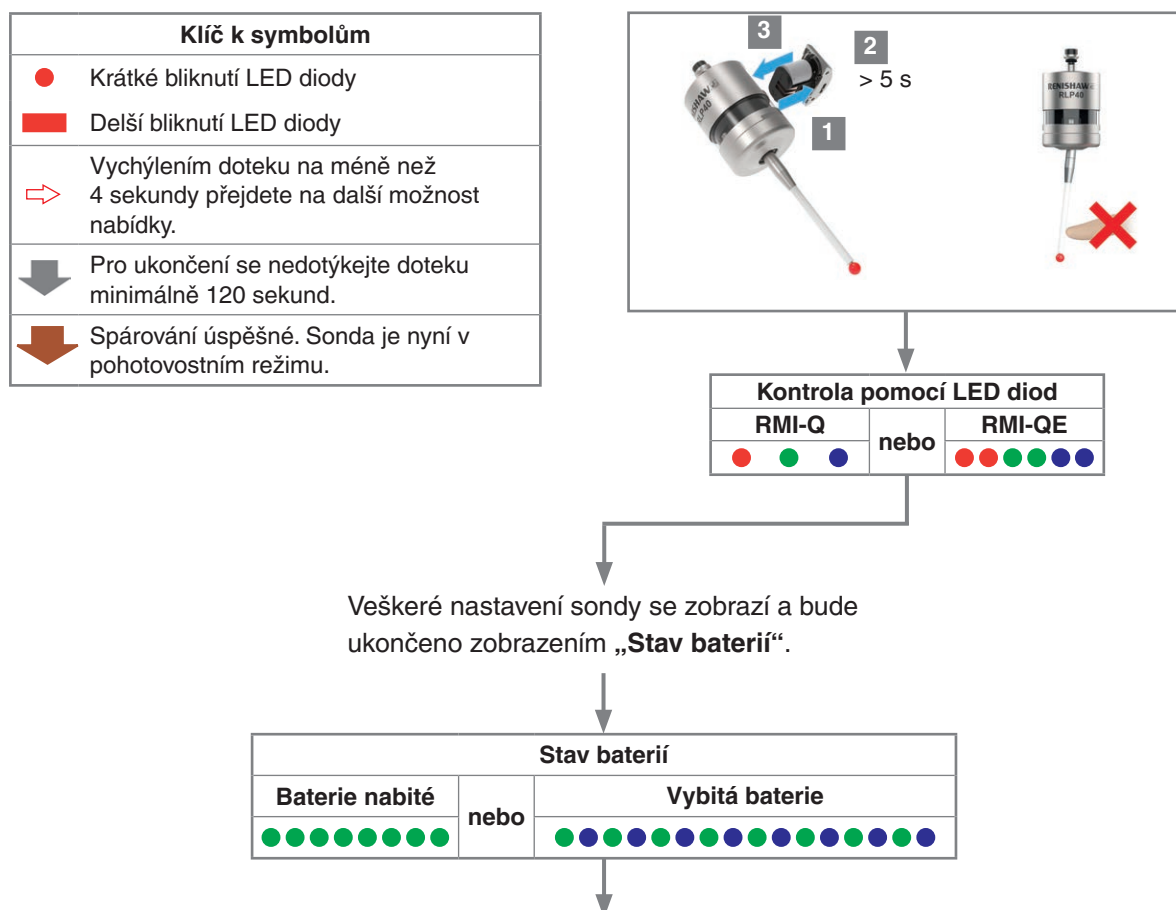 Klíč k symbolům
Krátké bliknutí LED diody
Delší bliknutí LED diody
Vychýlením doteku na méně než
4 sekundy přejdete na další možnost
nabídky.
Pro ukončení se nedotýkejte doteku
minimálně 120 sekund.
Spárování úspěšné. Sonda je nyní v
pohotovostním režimu.
3
2
> 5 s
1
RENISHAW
RLP40
RENISHAW
RLP40
Kontrola pomocí LED diod
RMI-Q
nebo
RMI-QE
Veškeré nastavení sondy se zobrazí a bude
ukončeno zobrazením „Stav baterií“.
Stav baterií
Baterie nabité
nebo
Vybitá baterie